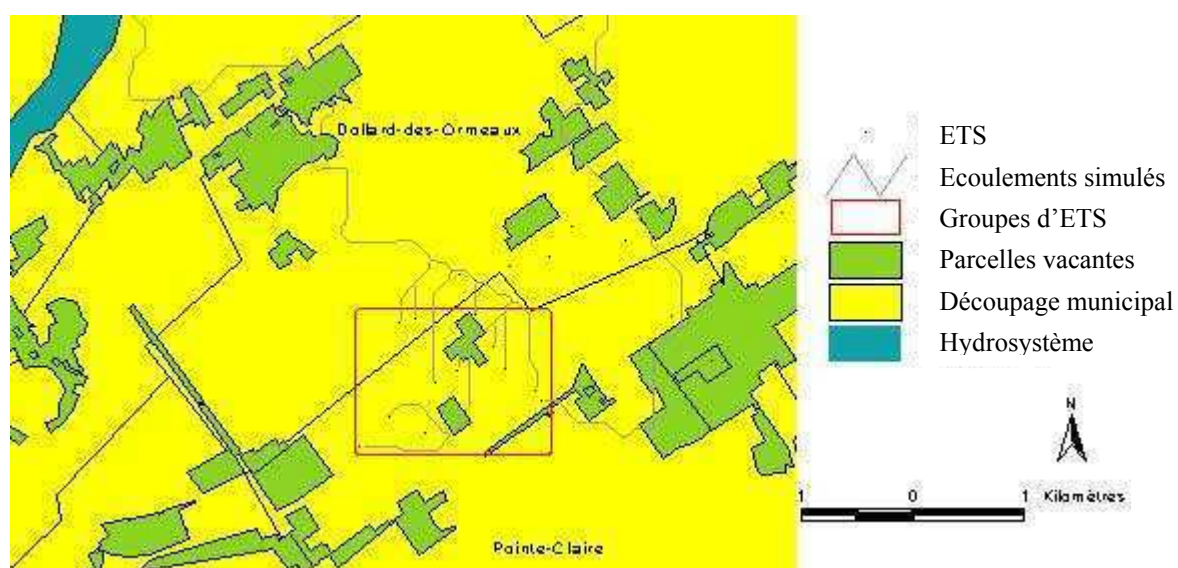 Dollard-des-Ormeaux
Pointe-Claire
ETS
Ecoulements simulés
Groupes d'ETS
Parcelles vacantes
Découpage municipal
Hydrosystème
N
1 0 1 Kilomètres